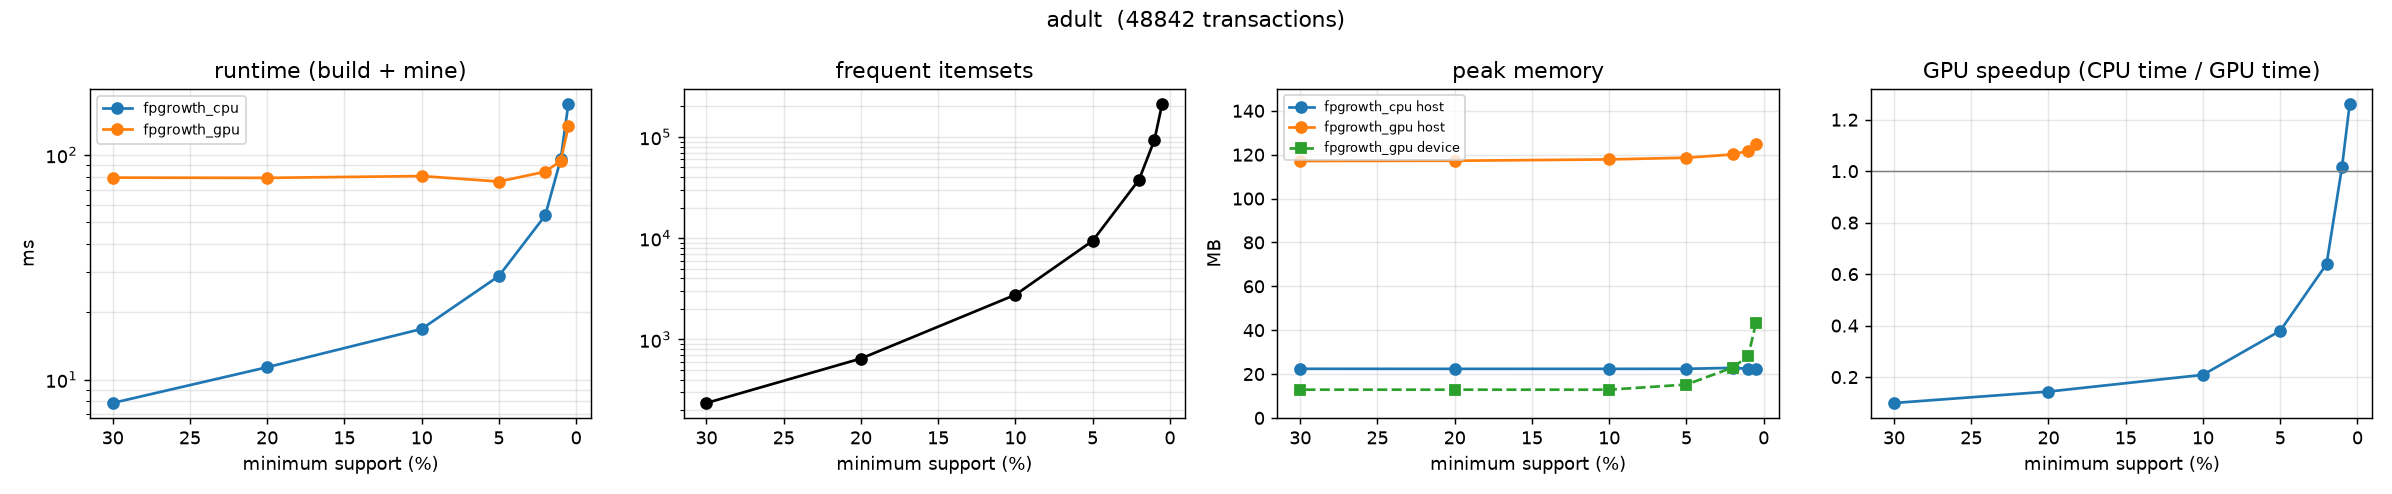 adult  (48842 transactions)
runtime (build + mine)
fpgrowth_cpu
fpgrowth_gpu
10²
10¹
ms
30 25 20 15 10 5 0
minimum support (%)
frequent itemsets
10⁵
10⁴
10³
30 25 20 15 10 5 0
minimum support (%)
peak memory
fpgrowth_cpu host
fpgrowth_gpu host
fpgrowth_gpu device
140
120
100
80
60
40
20
0
MB
30 25 20 15 10 5 0
minimum support (%)
GPU speedup (CPU time / GPU time)
1.2
1.0
0.8
0.6
0.4
0.2
30 25 20 15 10 5 0
minimum support (%)